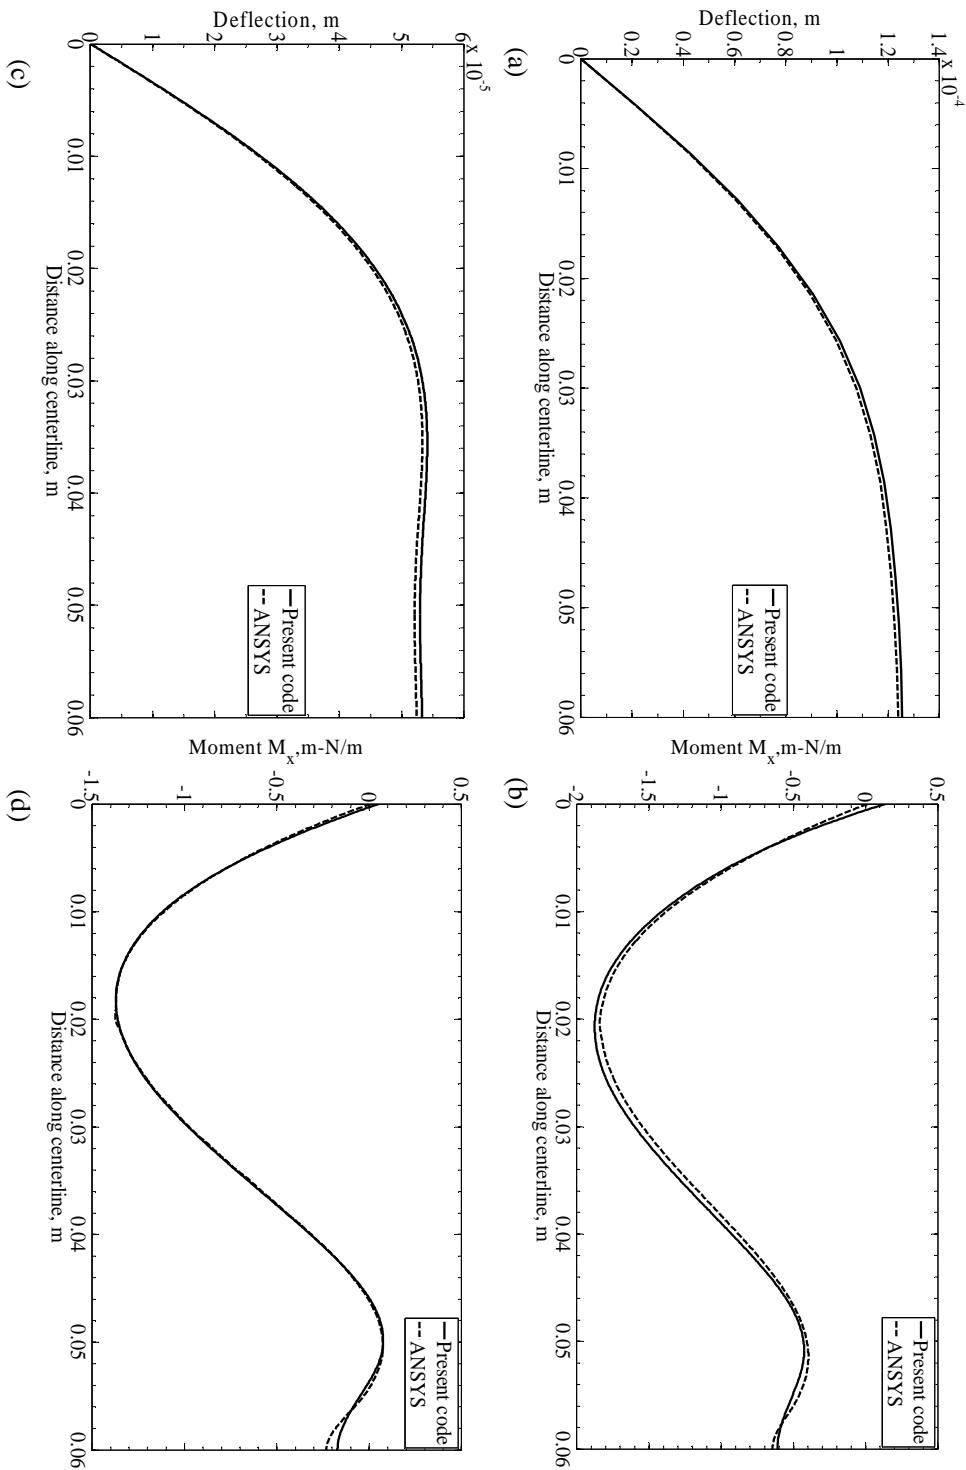 x 10-4
1.4
1.2
1
0.8
0.6
0.4
0.2
0
Deflection, m
0
0.01
0.02
0.03
0.04
0.05
0.06
Distance along centerline, m
Present code
ANSYS
(a)
0.5
0
-0.5
-1
-1.5
-2
Moment Mx,m-N/m
0
0.01
0.02
0.03
0.04
0.05
0.06
Distance along centerline, m
Present code
ANSYS
(b)
x 10-5
6
5
4
3
2
1
0
Deflection, m
0
0.01
0.02
0.03
0.04
0.05
0.06
Distance along centerline, m
Present code
ANSYS
(c)
0.5
0
-0.5
-1
-1.5
Moment Mx,m-N/m
0
0.01
0.02
0.03
0.04
0.05
0.06
Distance along centerline, m
Present code
ANSYS
(d)